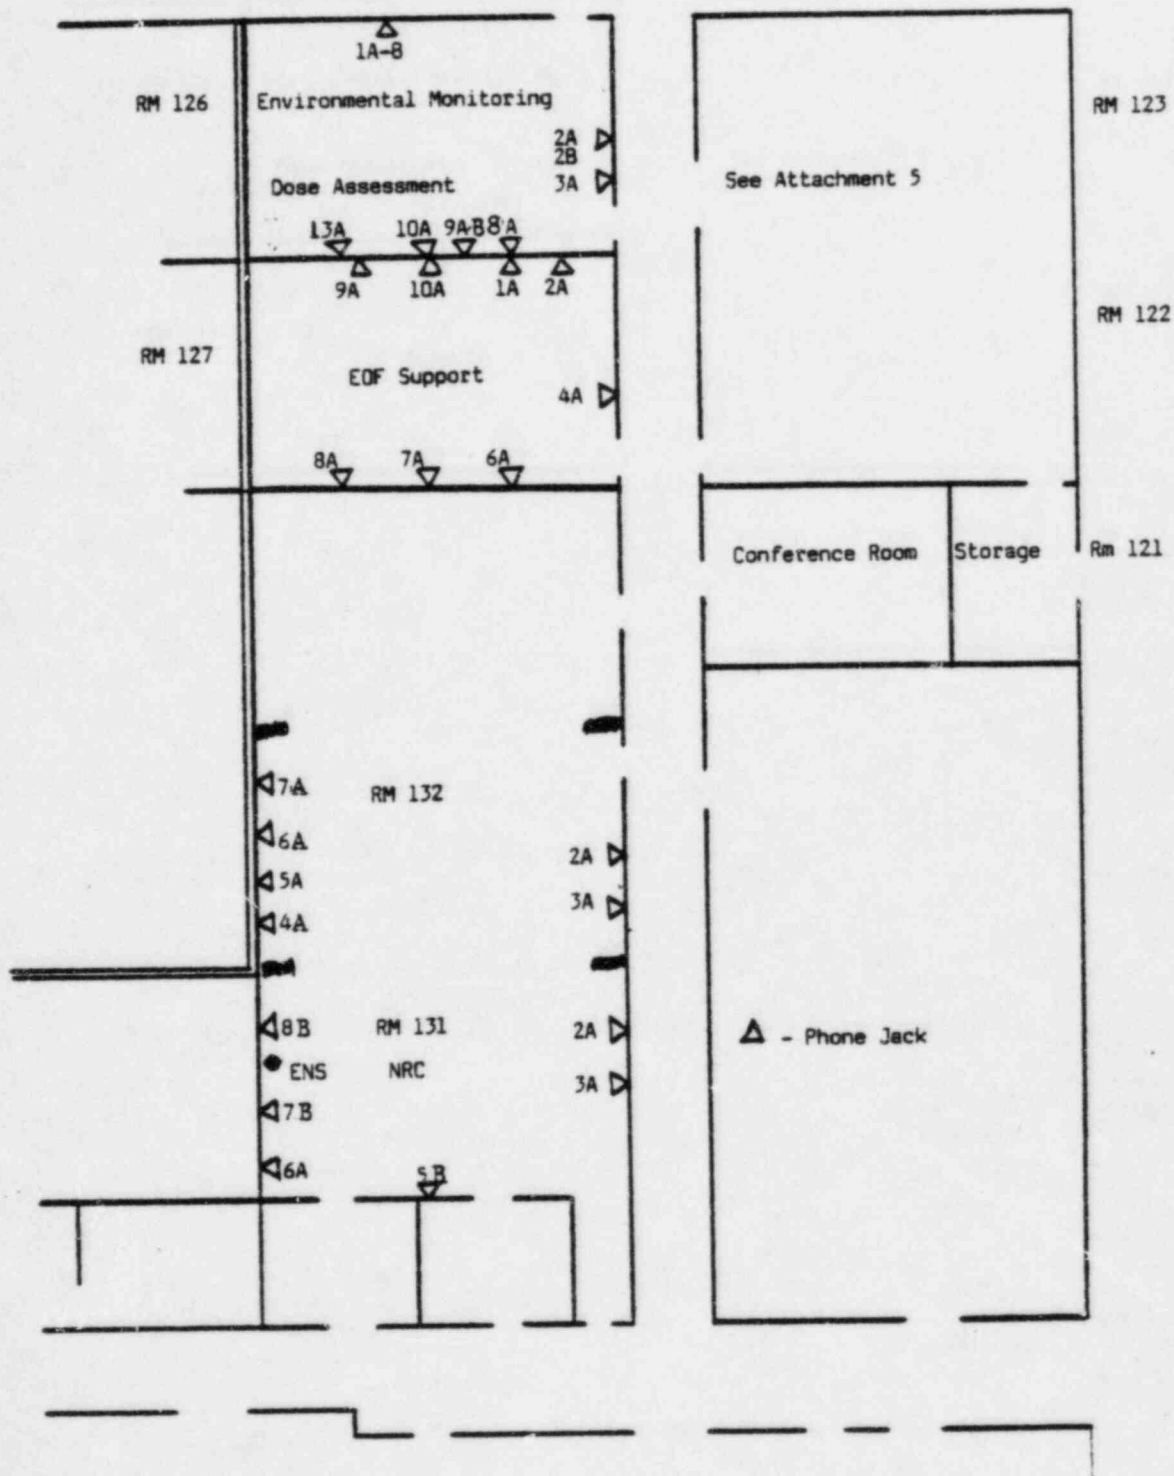 1A-8
RM 126
Environmental Monitoring
RM 123
2A
2B
3A
Dose Assessment
See Attachment 5
13A
10A
9AB
8A
9A
10A
1A
2A
RM 122
RM 127
EOF Support
4A
8A
7A
6A
Conference Room
Storage
Rm 121
7A
RM 132
6A
2A
5A
3A
4A
8B
RM 131
2A
- Phone Jack
ENS
NRC
3A
7B
6A
5B